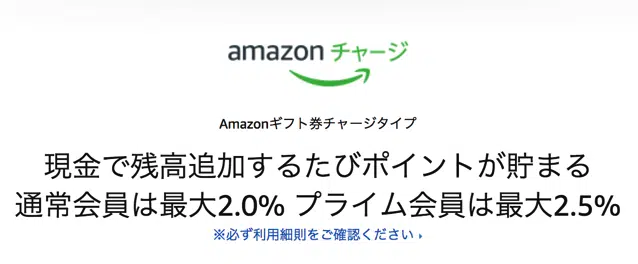 amazon チャージ
Amazonギフト券チャージタイプ
現金で残高追加するたびポイントが貯まる
通常会員は最大2.0% プライム会員は最大2.5%
※必ず利用細則をご確認ください ›